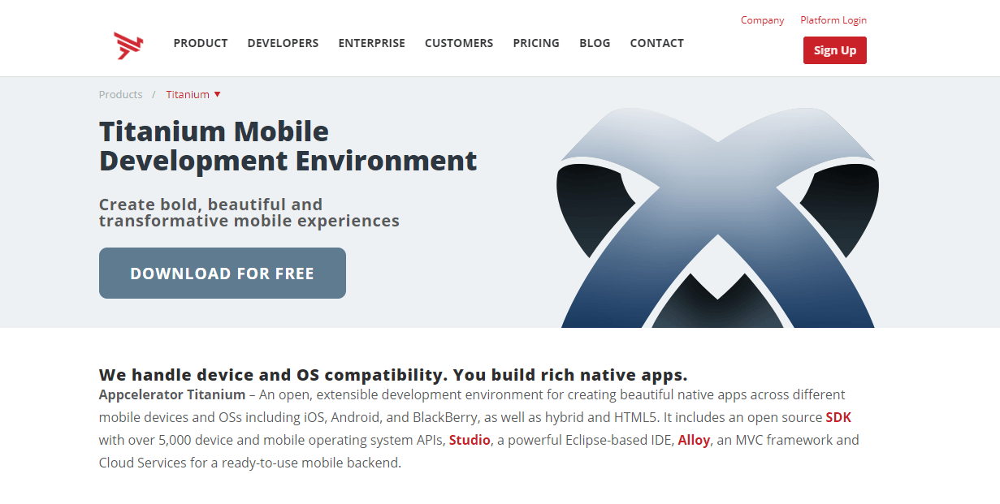 Company Platform Login
PRODUCT DEVELOPERS ENTERPRISE CUSTOMERS PRICING BLOG CONTACT
Sign Up
Products / Titanium ▼
Titanium Mobile
Development Environment
Create bold, beautiful and
transformative mobile experiences
DOWNLOAD FOR FREE
We handle device and OS compatibility. You build rich native apps.
Appcelerator Titanium – An open, extensible development environment for creating beautiful native apps across different
mobile devices and OSs including iOS, Android, and BlackBerry, as well as hybrid and HTML5. It includes an open source SDK
with over 5,000 device and mobile operating system APIs, Studio, a powerful Eclipse-based IDE, Alloy, an MVC framework and
Cloud Services for a ready-to-use mobile backend.